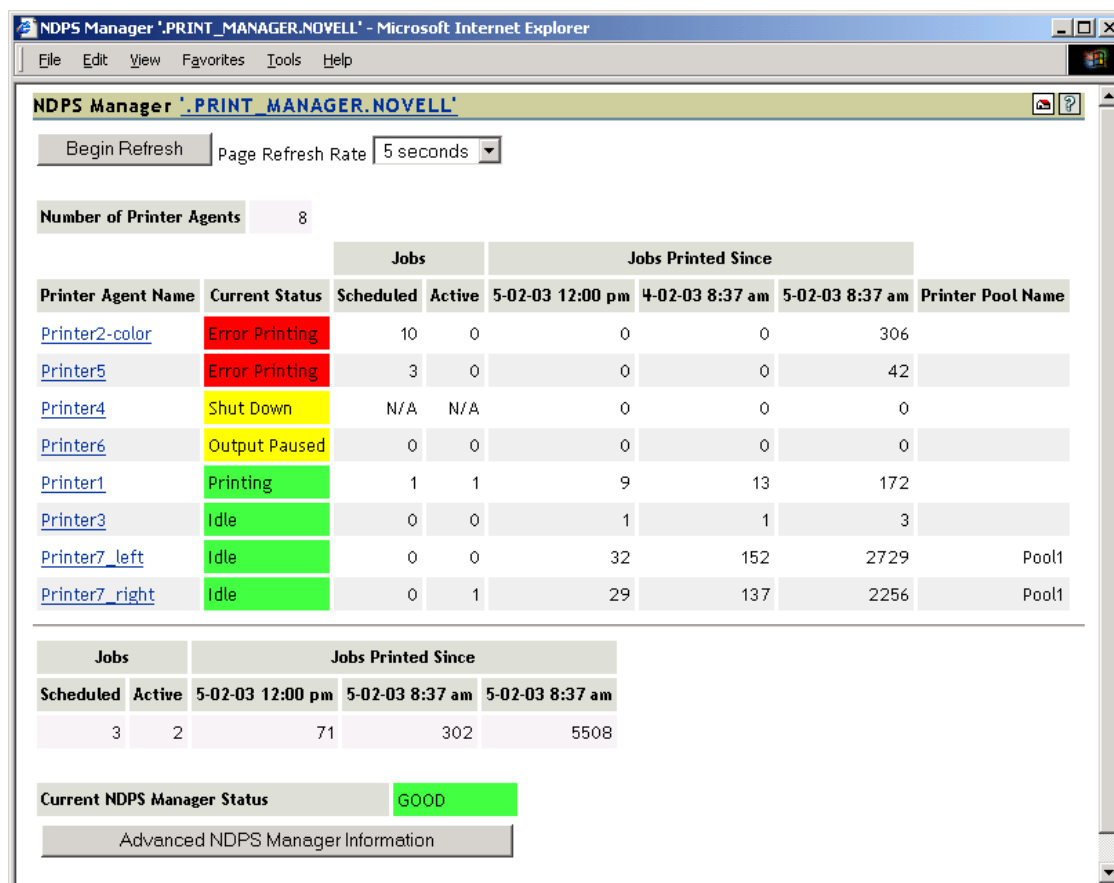 NDPS Manager '.PRINT_MANAGER.NOVELL' - Microsoft Internet Explorer
File Edit View Favorites Tools Help
NDPS Manager '.PRINT_MANAGER.NOVELL'
Begin Refresh Page Refresh Rate 5 seconds
Number of Printer Agents 8
Jobs Jobs Printed Since
Printer Agent Name Current Status Scheduled Active 5-02-03 12:00 pm 4-02-03 8:37 am 5-02-03 8:37 am Printer Pool Name
Printer2-color Error Printing 10 0 0 0 306
Printer5 Error Printing 3 0 0 0 42
Printer4 Shut Down N/A N/A 0 0 0
Printer6 Output Paused 0 0 0 0 0
Printer1 Printing 1 1 9 13 172
Printer3 Idle 0 0 1 1 3
Printer7_left Idle 0 0 32 152 2729 Pool1
Printer7_right Idle 0 1 29 137 2256 Pool1
Jobs Jobs Printed Since
Scheduled Active 5-02-03 12:00 pm 5-02-03 8:37 am 5-02-03 8:37 am
3 2 71 302 5508
Current NDPS Manager Status GOOD
Advanced NDPS Manager Information